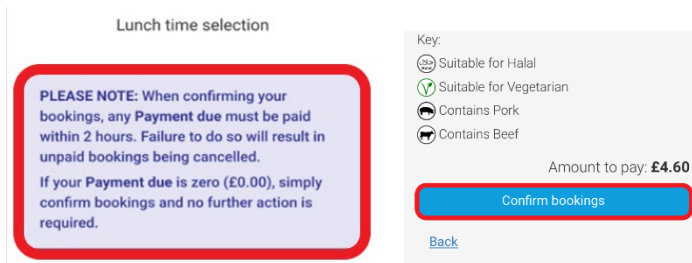 Lunch time selection
PLEASE NOTE: When confirming your
bookings, any Payment due must be paid
within 2 hours. Failure to do so will result in
unpaid bookings being cancelled.
If your Payment due is zero (£0.00), simply
confirm bookings and no further action is
required.
Key:
Suitable for Halal
Suitable for Vegetarian
Contains Pork
Contains Beef
Amount to pay: £4.60
Confirm bookings
Back